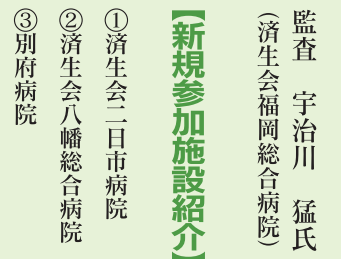 監査 宇治川 猛氏
(済生会福岡総合病院)
【新規参加施設紹介】
①済生会二日市病院
②済生会八幡総合病院
③別府病院